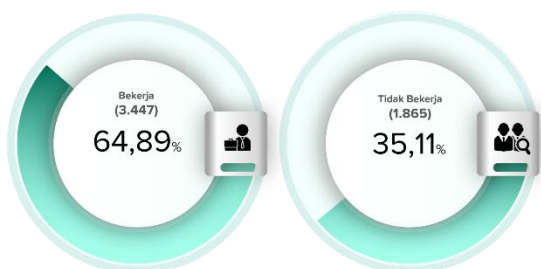 Bekerja
(3.447)
64,89%
Tidak Bekerja
(1.865)
35,11%